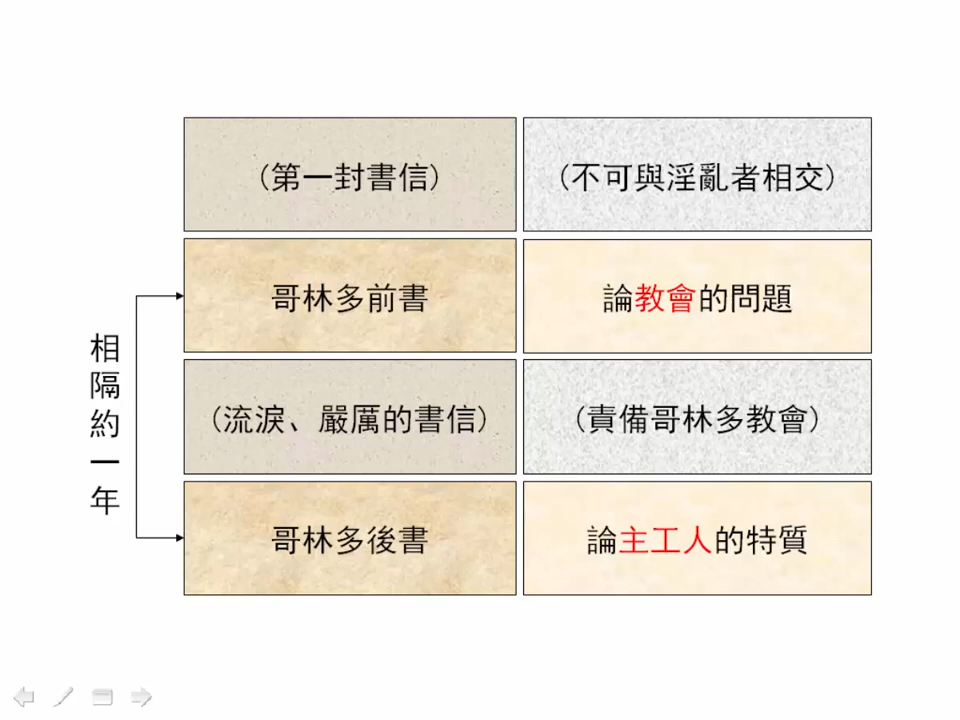 (第一封書信)
(不可與淫亂者相交)
哥林多前書
論教會的問題
相隔約一年
(流淚、嚴厲的書信)
(責備哥林多教會)
哥林多後書
論主工人的特質